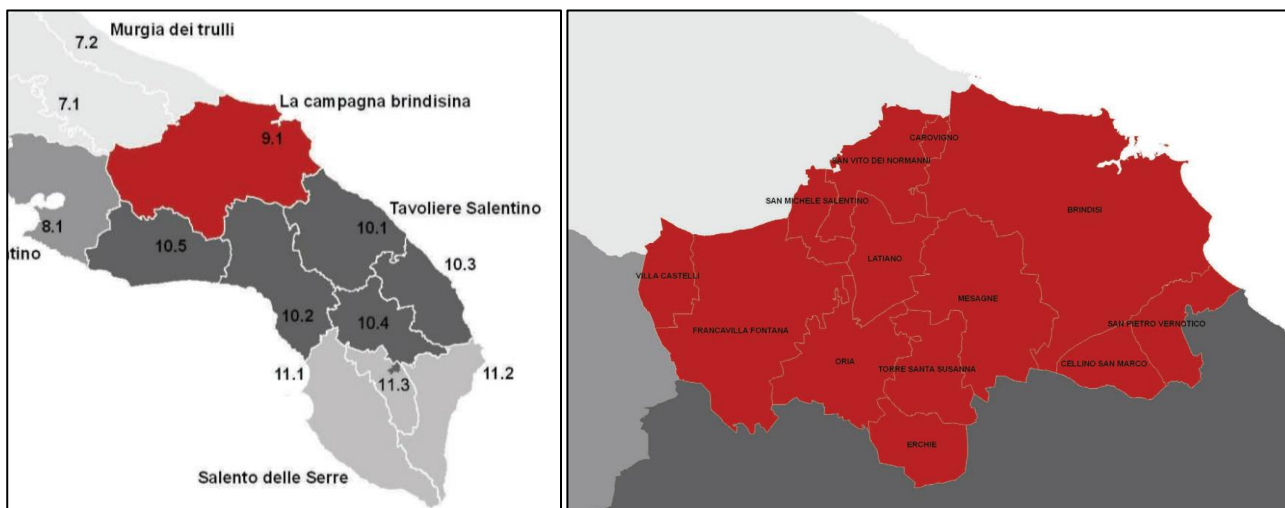 Murgia dei trulli
7.2
7.1
La campagna brindisina
9.1
Tavoliere Salentino
8.1
ntino
10.5
10.1
10.3
10.2
10.4
11.1
11.3
11.2
Salento delle Serre
CAROVIGNO
SAN VITO DEI NORMANNI
SAN MICHELE SALENTINO
BRINDISI
LATIANO
VILLA CASTELLI
MESAGNE
FRANCAVILLA FONTANA
SAN PIETRO VERNOTICO
ORIA
TORRE SANTA SUSANNA
CELLINO SAN MARCO
ERCHIE